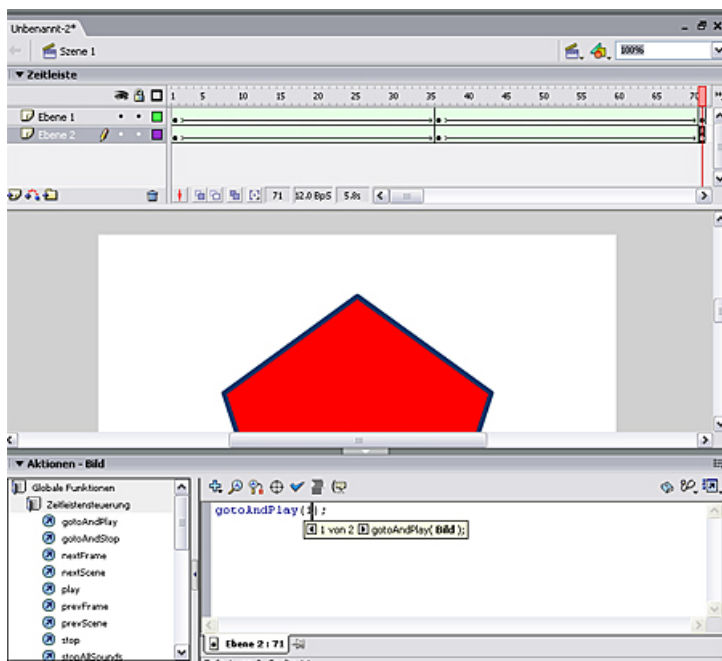 Unbenannt-2*
Szene 1
100%
Zeitleiste
1 5 10 15 20 25 30 35 40 45 50 55 60 65 70
Ebene 1
Ebene 2
71 12.0 BpS 5.8s
Aktionen - Bild
Globale Funktionen
Zeitleistensteuerung
gotoAndPlay
gotoAndStop
nextFrame
nextScene
play
prevFrame
prevScene
stop
stopAllSounds
gotoAndPlay(1);
1 von 2 gotoAndPlay( Bild );
Ebene 2 : 71